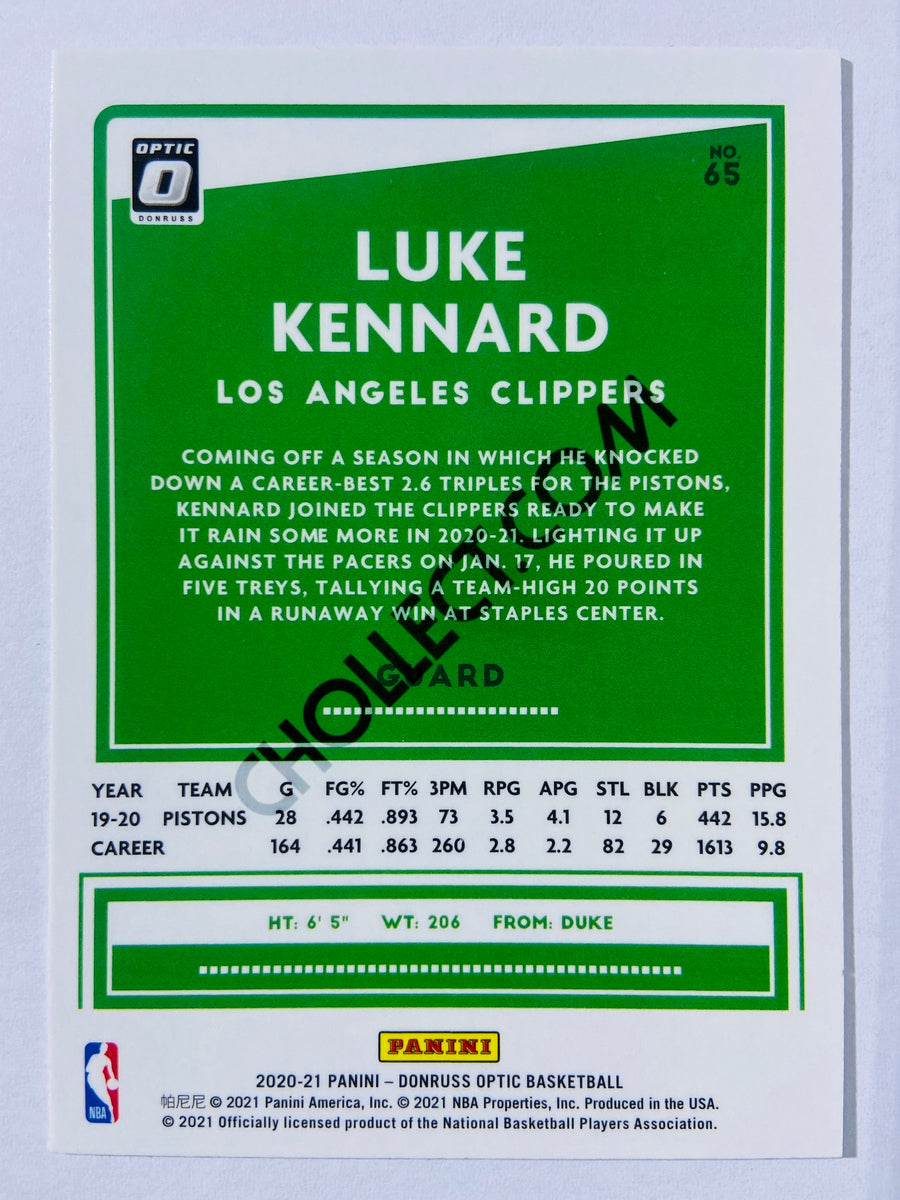 OPTIC
O
DONRUSS
NO.
65
LUKE
KENNARD
LOS ANGELES CLIPPERS
COMING OFF A SEASON IN WHICH HE KNOCKED
DOWN A CAREER-BEST 2.6 TRIPLES FOR THE PISTONS,
KENNARD JOINED THE CLIPPERS READY TO MAKE
IT RAIN SOME MORE IN 2020-21. LIGHTING IT UP
AGAINST THE PACERS ON JAN. 17, HE POURED IN
FIVE TREYS, TALLYING A TEAM-HIGH 20 POINTS
IN A RUNAWAY WIN AT STAPLES CENTER.
GUARD
CHOLLECT.COM
YEAR TEAM G FG% FT% 3PM RPG APG STL BLK PTS PPG
19-20 PISTONS 28 .442 .893 73 3.5 4.1 12 6 442 15.8
CAREER 164 .441 .863 260 2.8 2.2 82 29 1613 9.8
HT: 6' 5" WT: 206 FROM: DUKE
PANINI
NBA
2020-21 PANINI – DONRUSS OPTIC BASKETBALL
帕尼尼 © 2021 Panini America, Inc. © 2021 NBA Properties, Inc. Produced in the USA.
© 2021 Officially licensed product of the National Basketball Players Association.